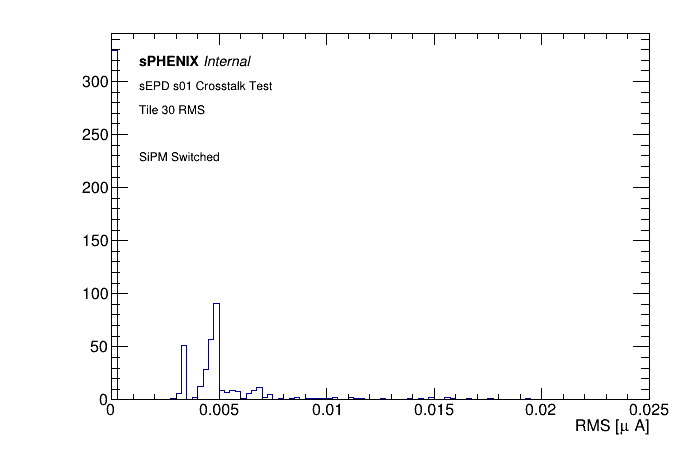 sPHENIX Internal
sEPD s01 Crosstalk Test
Tile 30 RMS
SiPM Switched
300
250
200
150
100
50
0
0 0.005 0.01 0.015 0.02 0.025
RMS [μ A]